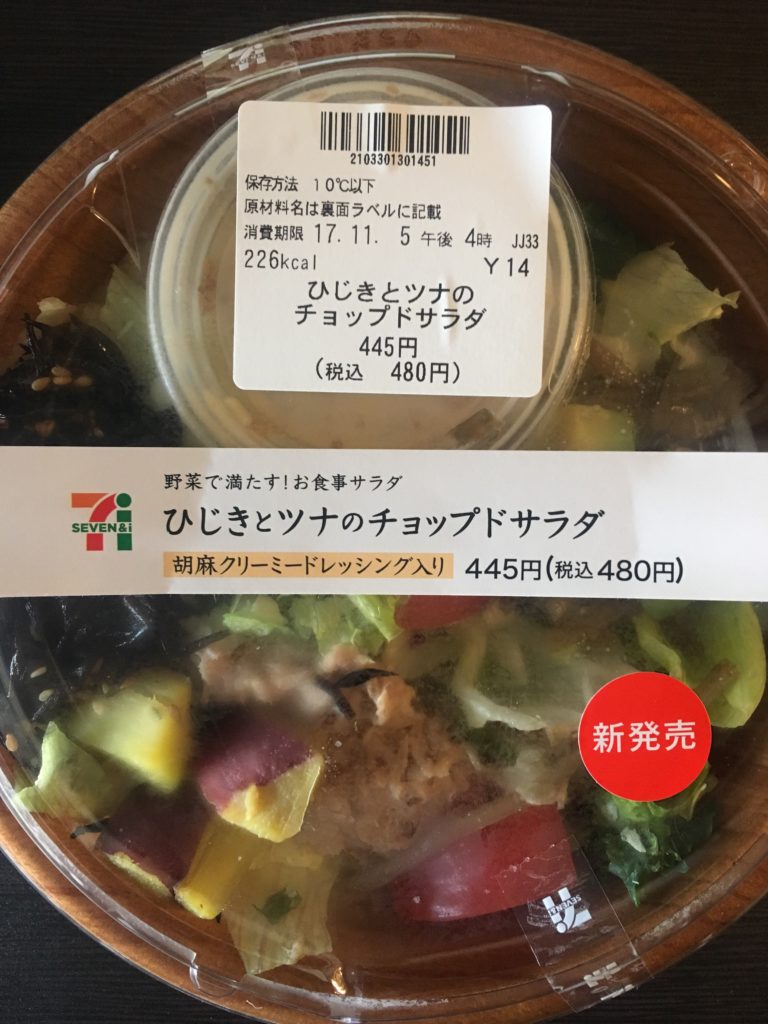 2103301301451
保存方法 10℃以下
原材料名は裏面ラベルに記載
消費期限 17.11. 5 午後 4時 JJ33
226kcal Y14
ひじきとツナの
チョップドサラダ
445円
(税込 480円)
野菜で満たす!お食事サラダ
SEVEN&i
ひじきとツナのチョップドサラダ
胡麻クリーミードレッシング入り 445円(税込480円)
新発売